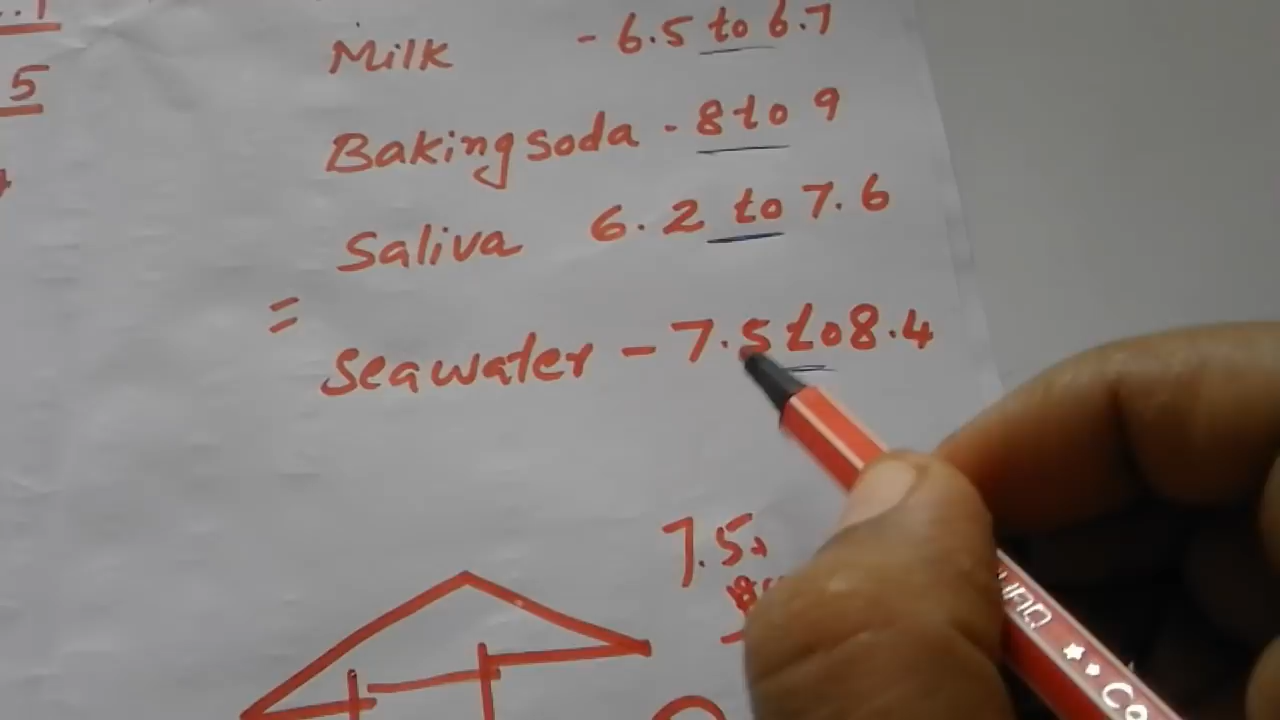 5
Milk - 6.5 to 6.7
Baking soda - 8 to 9
Saliva 6.2 to 7.6
=
Seawater - 7.5 to 8.4
7.5